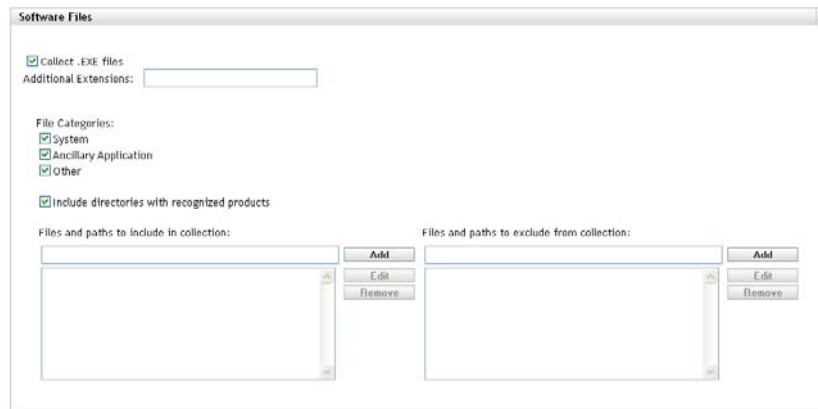 Software Files
Collect .EXE files
Additional Extensions:
File Categories:
System
Ancillary Application
Other
Include directories with recognized products
Files and paths to include in collection:
Add
Edit
Remove
Files and paths to exclude from collection:
Add
Edit
Remove